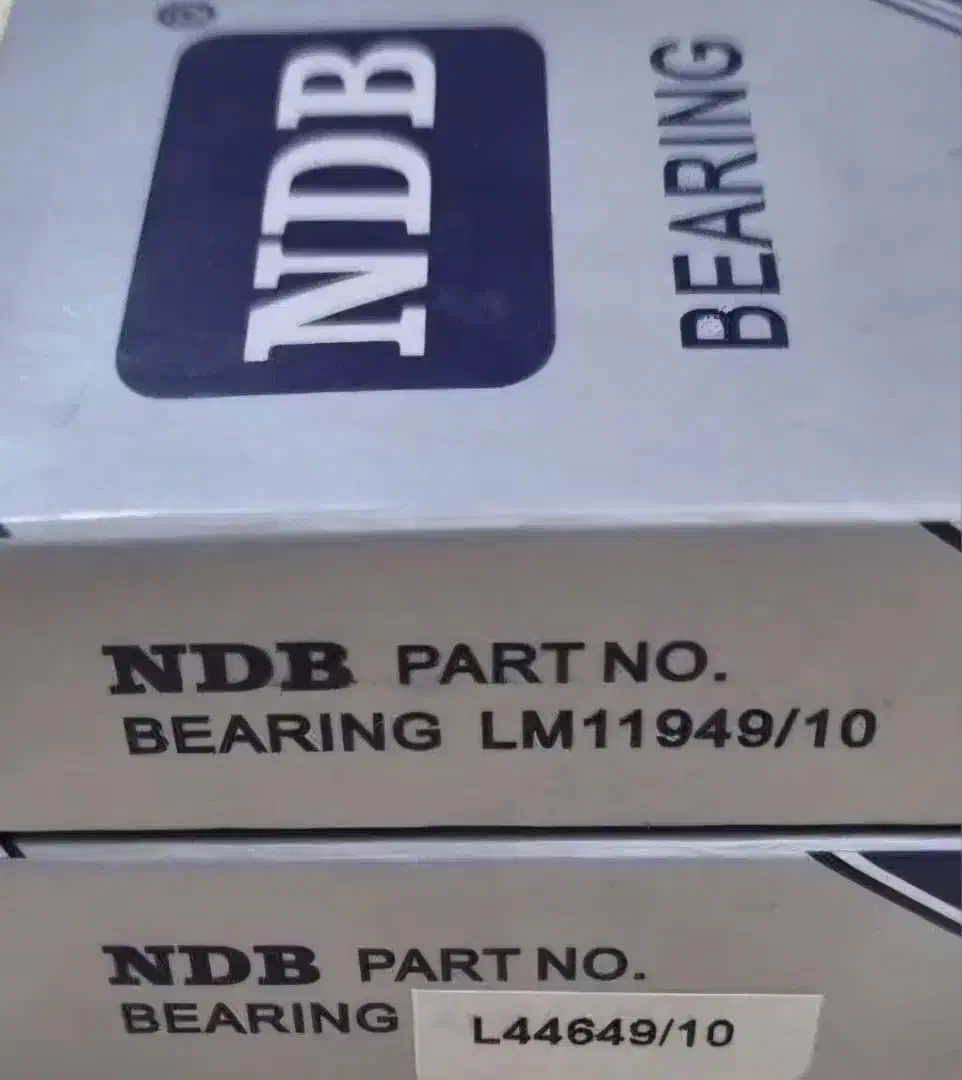 NDB
BEARING
NDB PART NO.
BEARING LM11949/10
NDB PART NO.
BEARING L44649/10